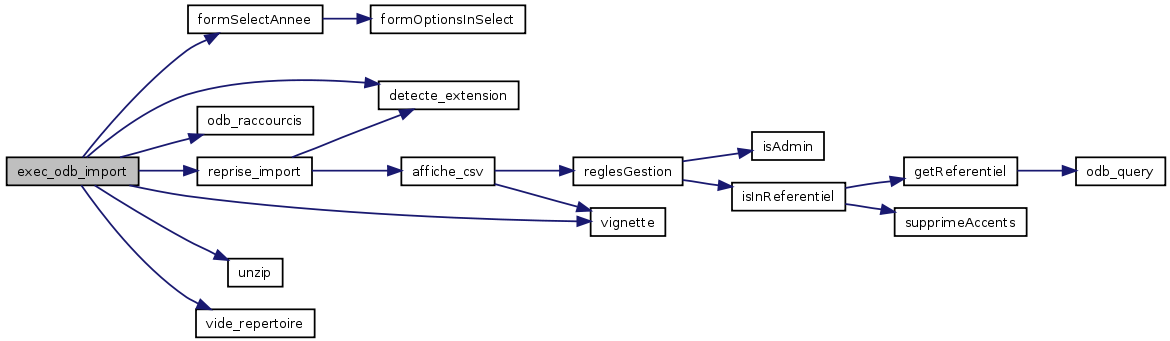 formSelectAnnee
formOptionsInSelect
detecte_extension
odb_raccourcis
isAdmin
exec_odb_import
reprise_import
affiche_csv
reglesGestion
getReferentiel
odb_query
isInReferentiel
vignette
supprimeAccents
unzip
vide_repertoire